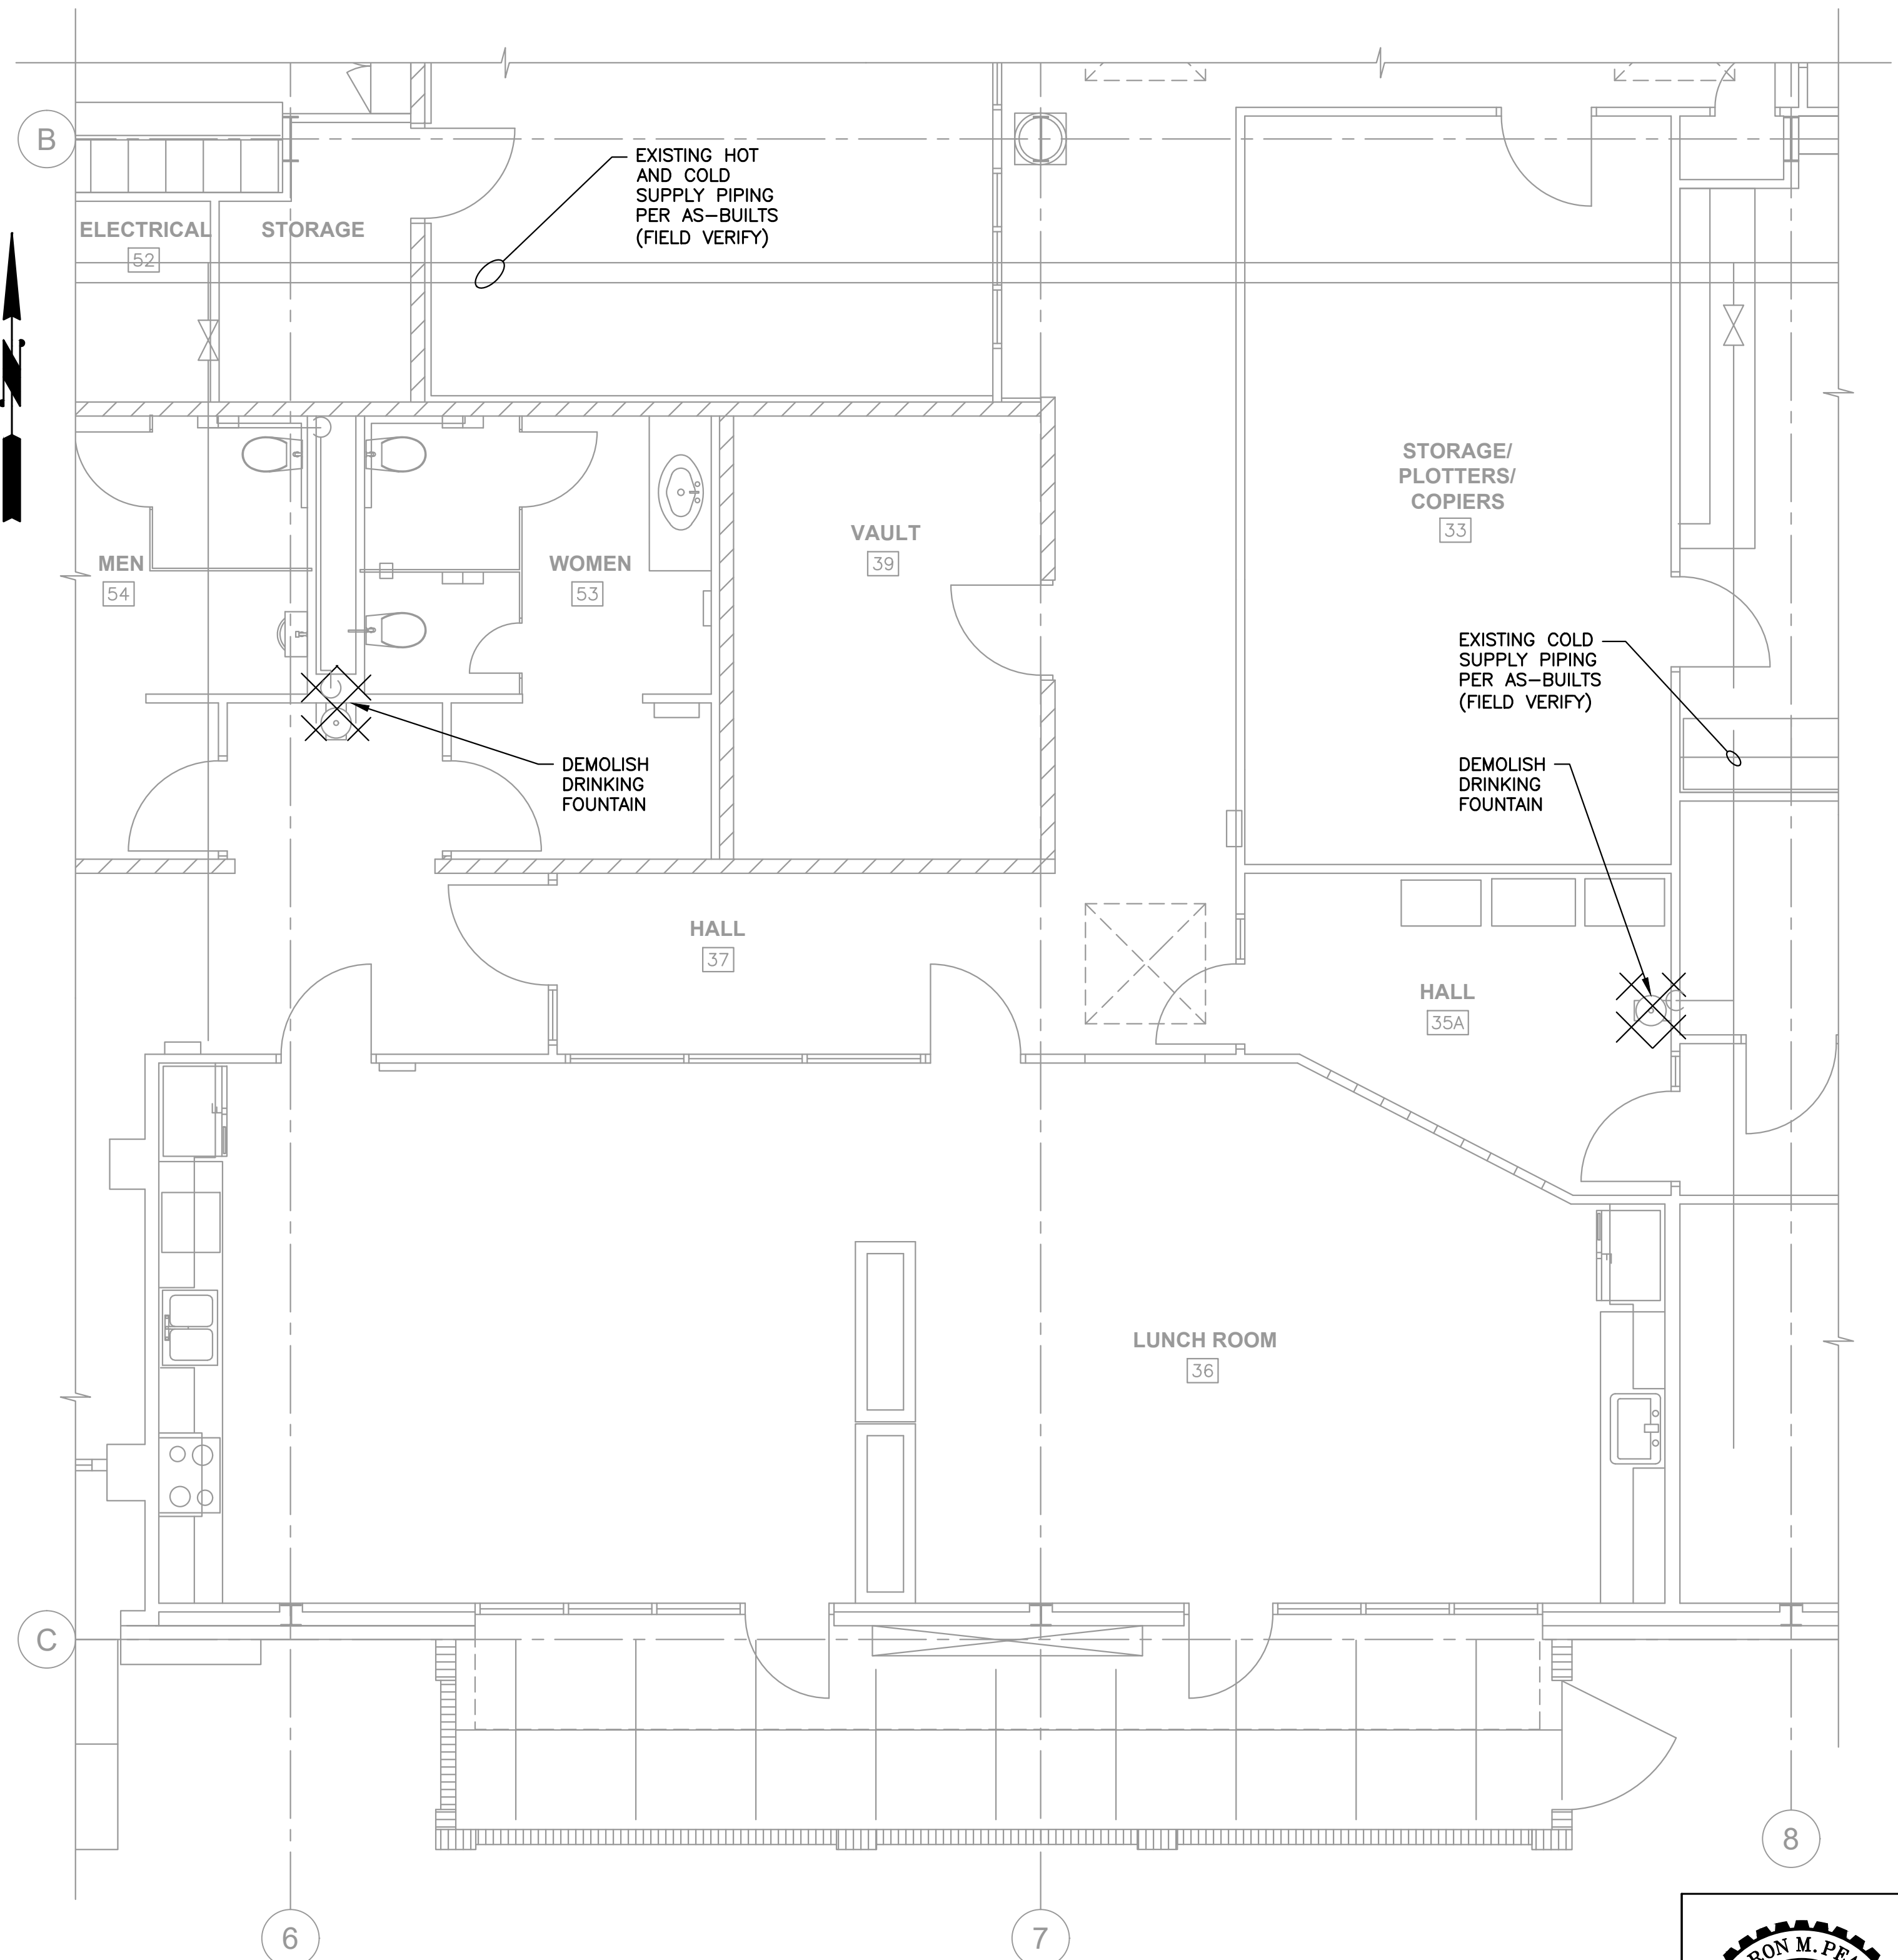 B
EXISTING HOT
AND COLD
SUPPLY PIPING
PER AS-BUILTS
(FIELD VERIFY)
ELECTRICAL
52
STORAGE
N
STORAGE/
PLOTTERS/
COPIERS
33
VAULT
39
MEN
54
WOMEN
53
EXISTING COLD
SUPPLY PIPING
PER AS-BUILTS
(FIELD VERIFY)
DEMOLISH
DRINKING
FOUNTAIN
DEMOLISH
DRINKING
FOUNTAIN
HALL
37
HALL
35A
LUNCH ROOM
36
C
8
6
7
RON M. PEA